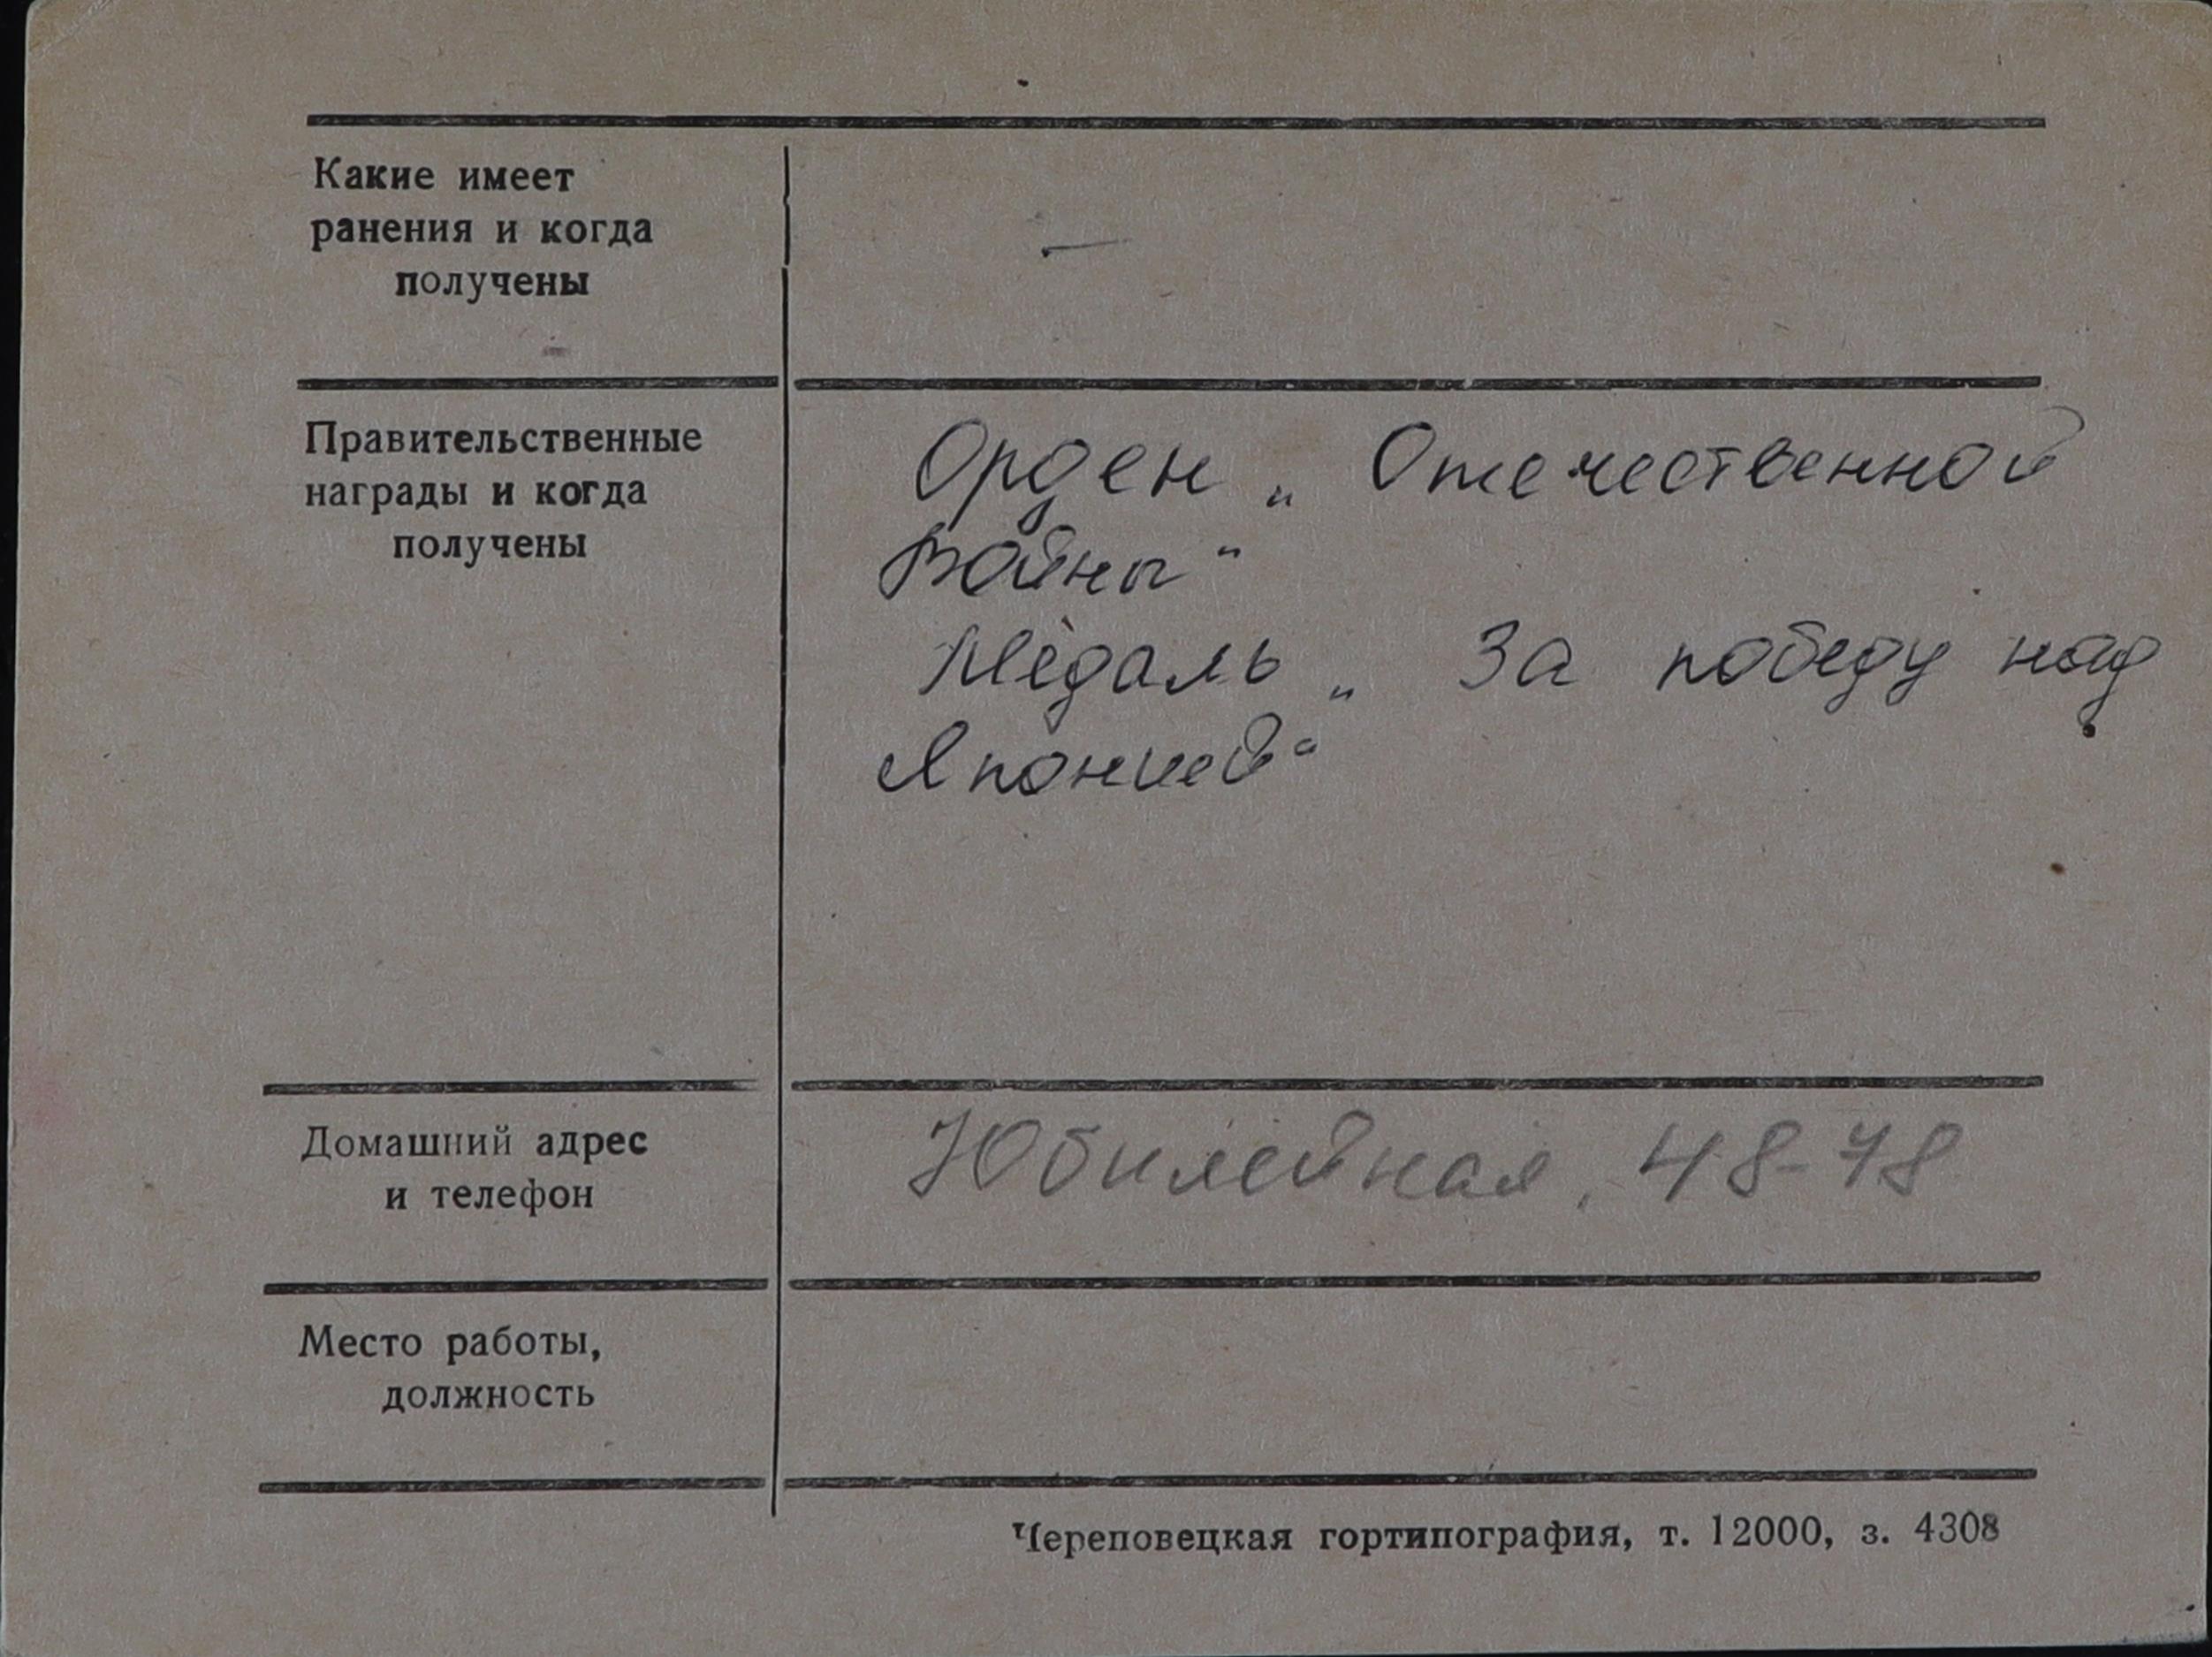 Какие имеет
ранения и когда
получены
—
Правительственные
награды и когда
получены
Орден „ Отечественной
Войны“
Медаль „ За победу над
Японией“
Домашний адрес
и телефон
Юбилейная, 48-78
Место работы,
должность
Череповецкая гортипография, т. 12000, з. 4308